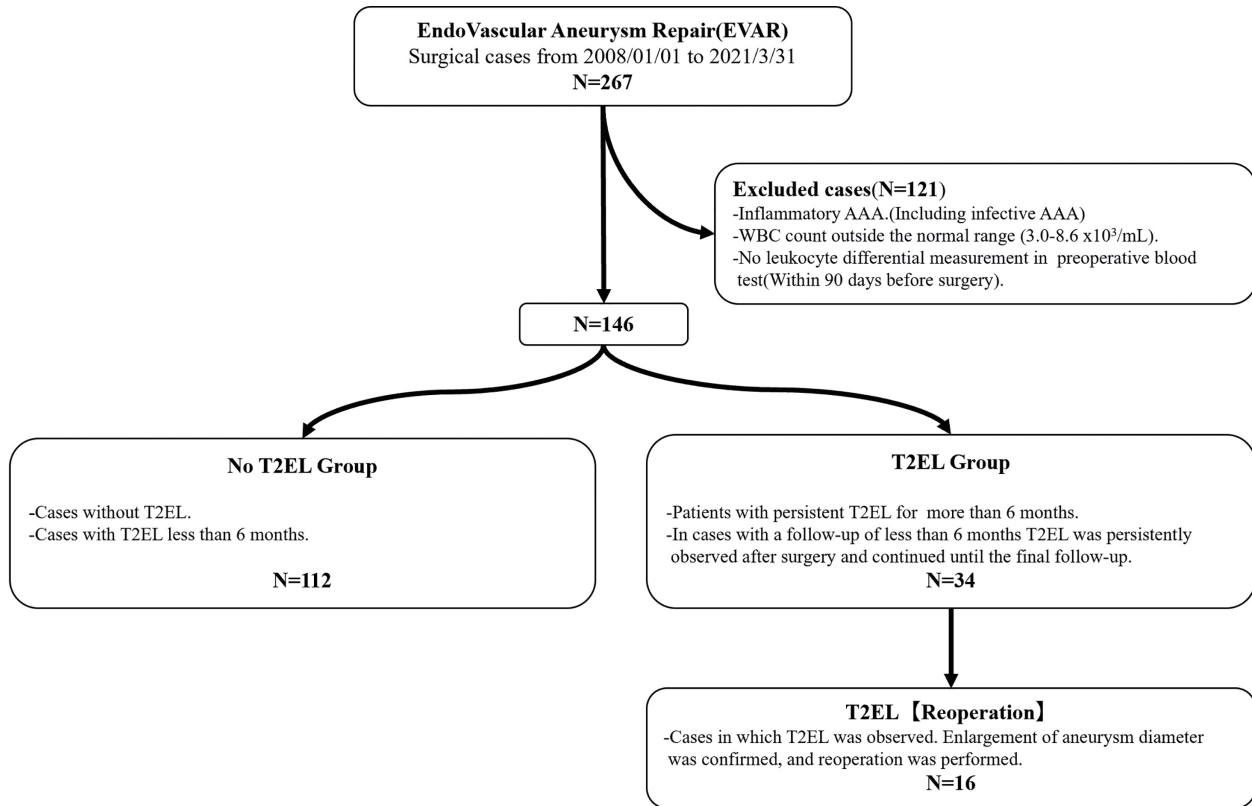 EndoVascular Aneurysm Repair(EVAR)
Surgical cases from 2008/01/01 to 2021/3/31
N=267
Excluded cases(N=121)
-Inflammatory AAA.(Including infective AAA)
-WBC count outside the normal range (3.0-8.6 x10³/mL).
-No leukocyte differential measurement in preoperative blood
test(Within 90 days before surgery).
N=146
No T2EL Group
-Cases without T2EL.
-Cases with T2EL less than 6 months.
N=112
T2EL Group
-Patients with persistent T2EL for more than 6 months.
-In cases with a follow-up of less than 6 months T2EL was persistently
observed after surgery and continued until the final follow-up.
N=34
T2EL【Reoperation】
-Cases in which T2EL was observed. Enlargement of aneurysm diameter
was confirmed, and reoperation was performed.
N=16